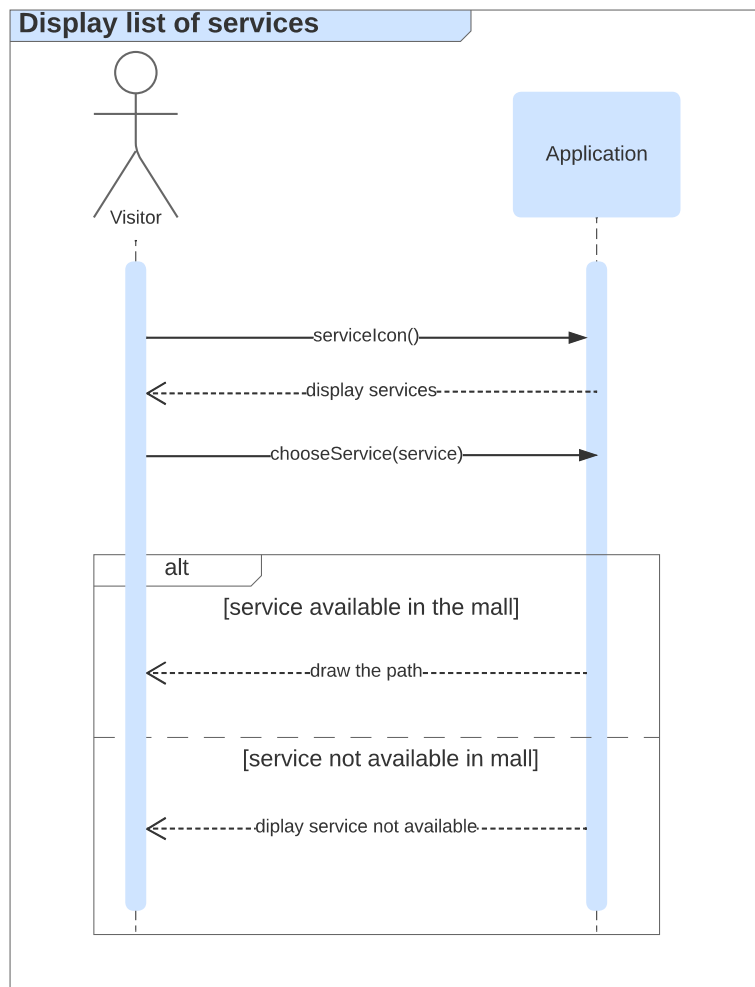 Display list of services
Visitor
Application
serviceIcon()
display services
chooseService(service)
alt
[service available in the mall]
draw the path
[service not available in mall]
diplay service not available